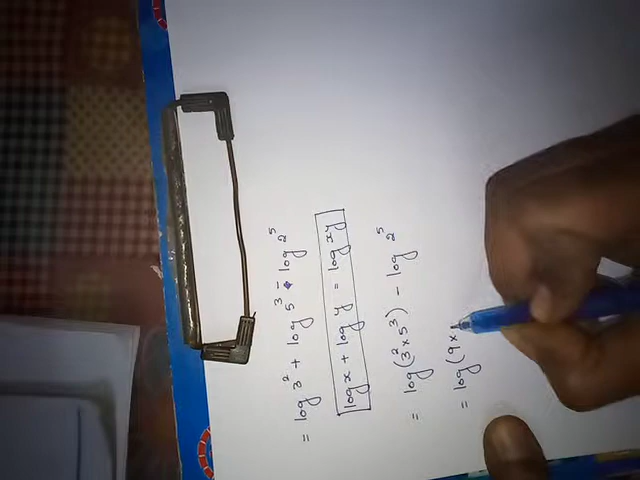 = log 3² + log 5³ - log 2⁵
log x + log y = log xy
= log (3² × 5³) - log 2⁵
= log (9 ×